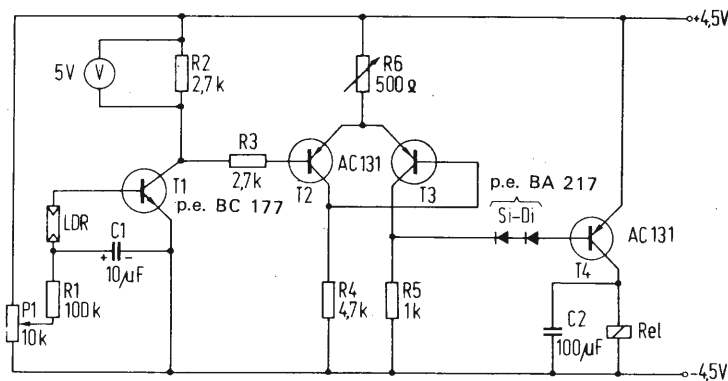 +4,5V
5V
V
R2
2,7k
R6
500Ω
R3
2,7k
T2
AC131
T3
T1
p.e. BC 177
p.e. BA 217
Si-Di
AC131
T4
LDR
C1
+ −
10µF
R1
100k
P1
10k
R4
4,7k
R5
1k
C2
100µF
Rel
−4,5V